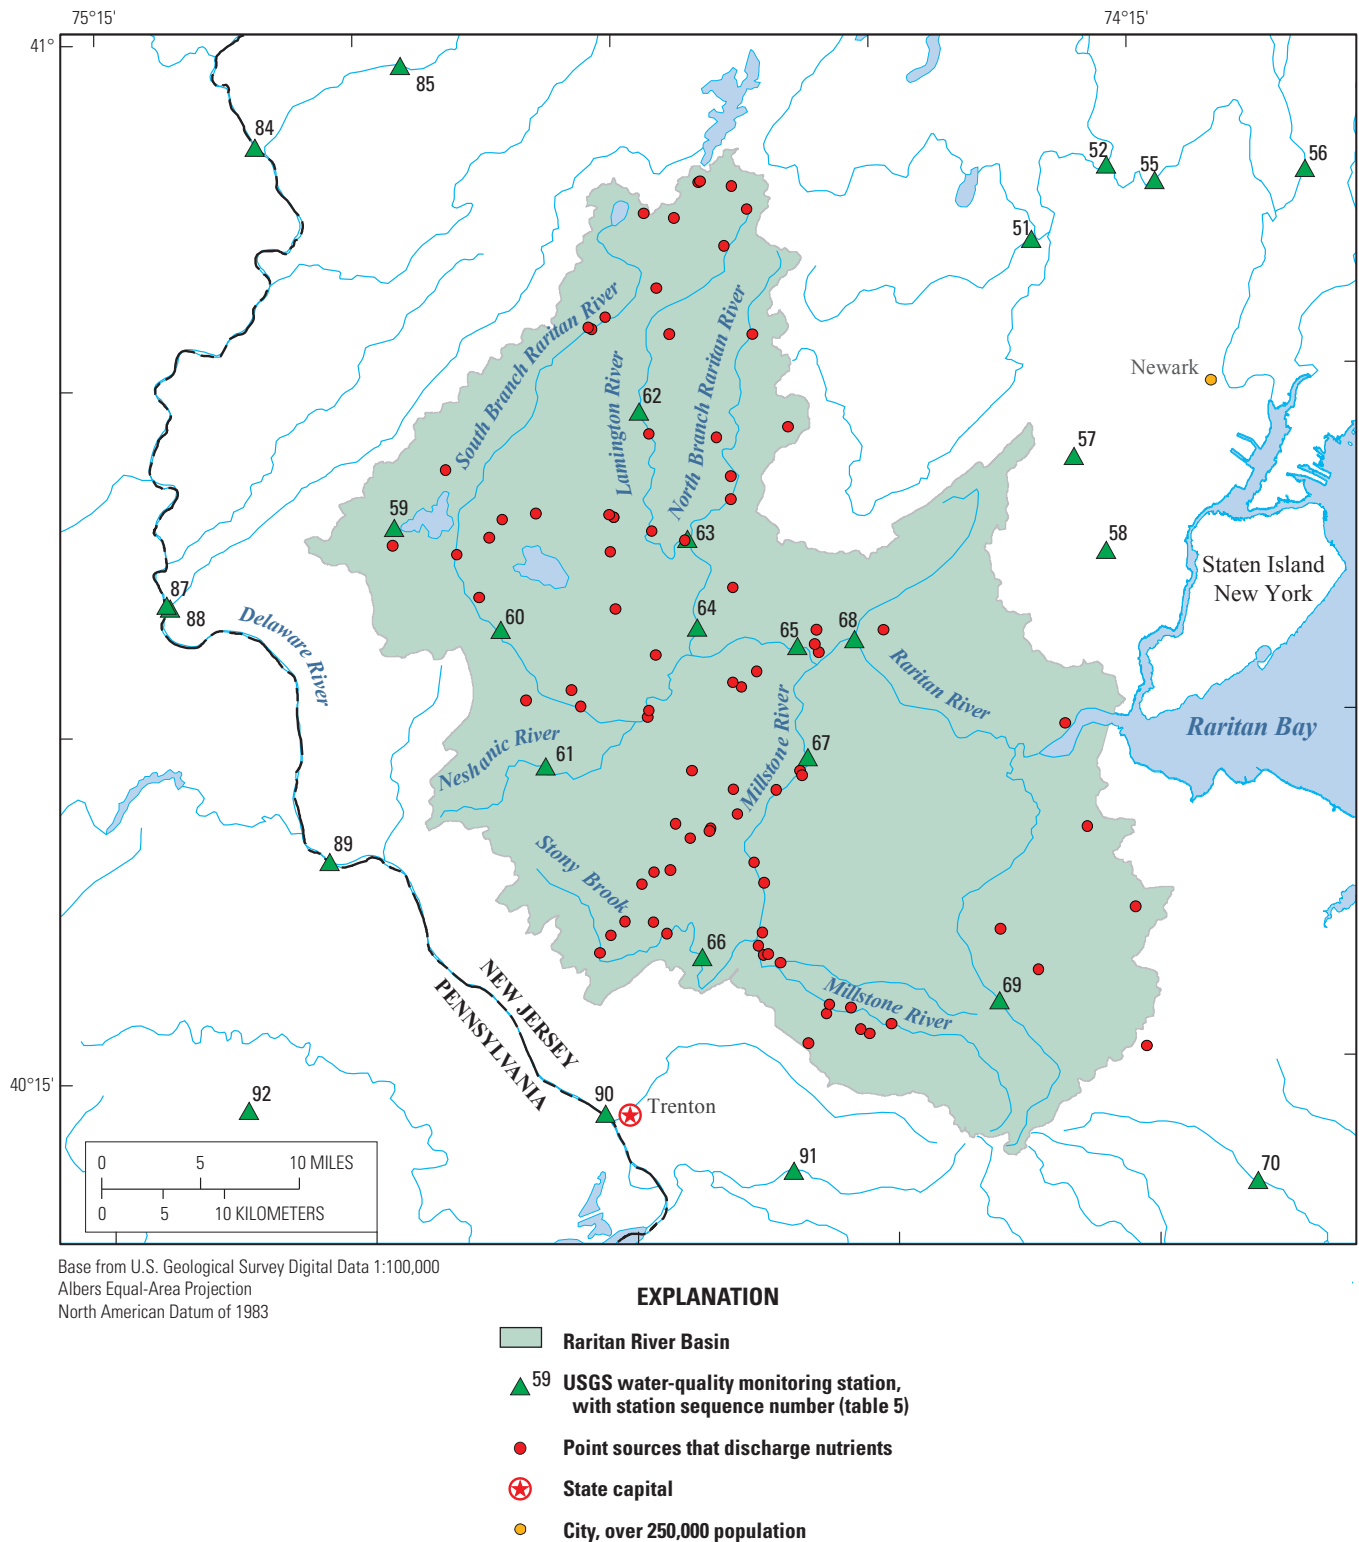 75°15'
74°15'
41°
85
84
52
55
56
51
Newark
South Branch Raritan River
Lamington River
North Branch Raritan River
62
57
59
63
58
Staten Island
New York
87
88
Delaware River
60
64
65
68
Raritan River
Raritan Bay
Neshanic River
61
Millstone River
67
Stony Brook
89
66
NEW JERSEY
PENNSYLVANIA
Millstone River
69
40°15'
92
90
Trenton
91
70
0 5 10 MILES
0 5 10 KILOMETERS
Base from U.S. Geological Survey Digital Data 1:100,000
Albers Equal-Area Projection
North American Datum of 1983
EXPLANATION
Raritan River Basin
59 USGS water-quality monitoring station,
with station sequence number (table 5)
Point sources that discharge nutrients
State capital
City, over 250,000 population